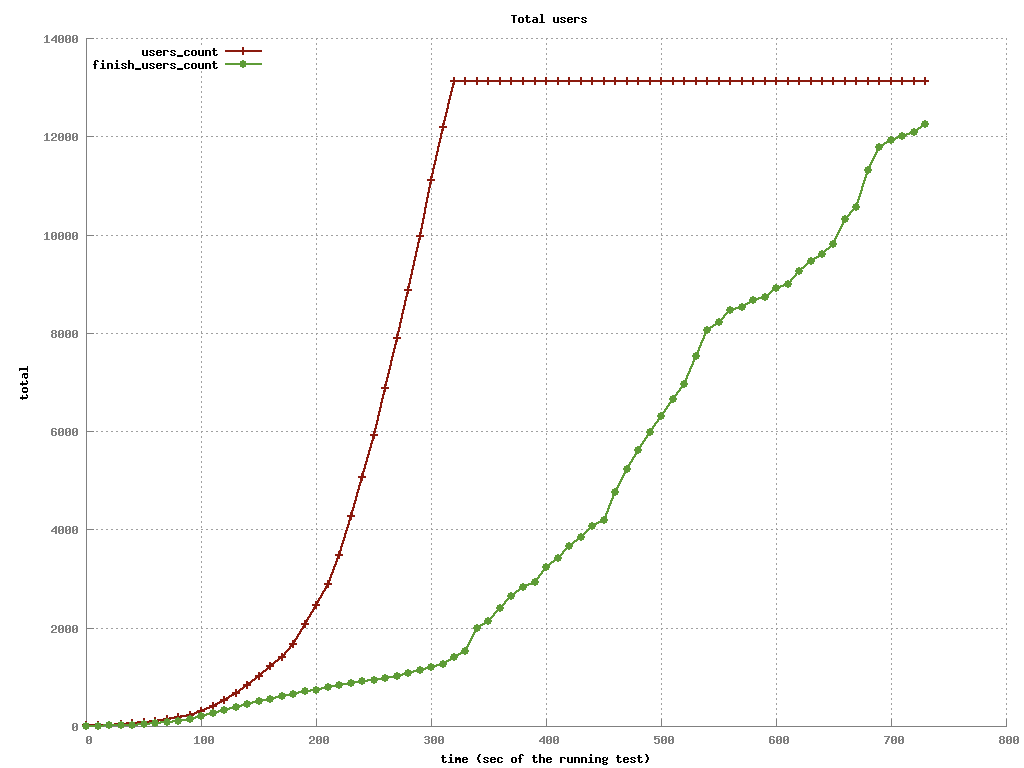 Total users
14000
users_count
finish_users_count
12000
10000
8000
total
6000
4000
2000
0
0 100 200 300 400 500 600 700 800
time (sec of the running test)